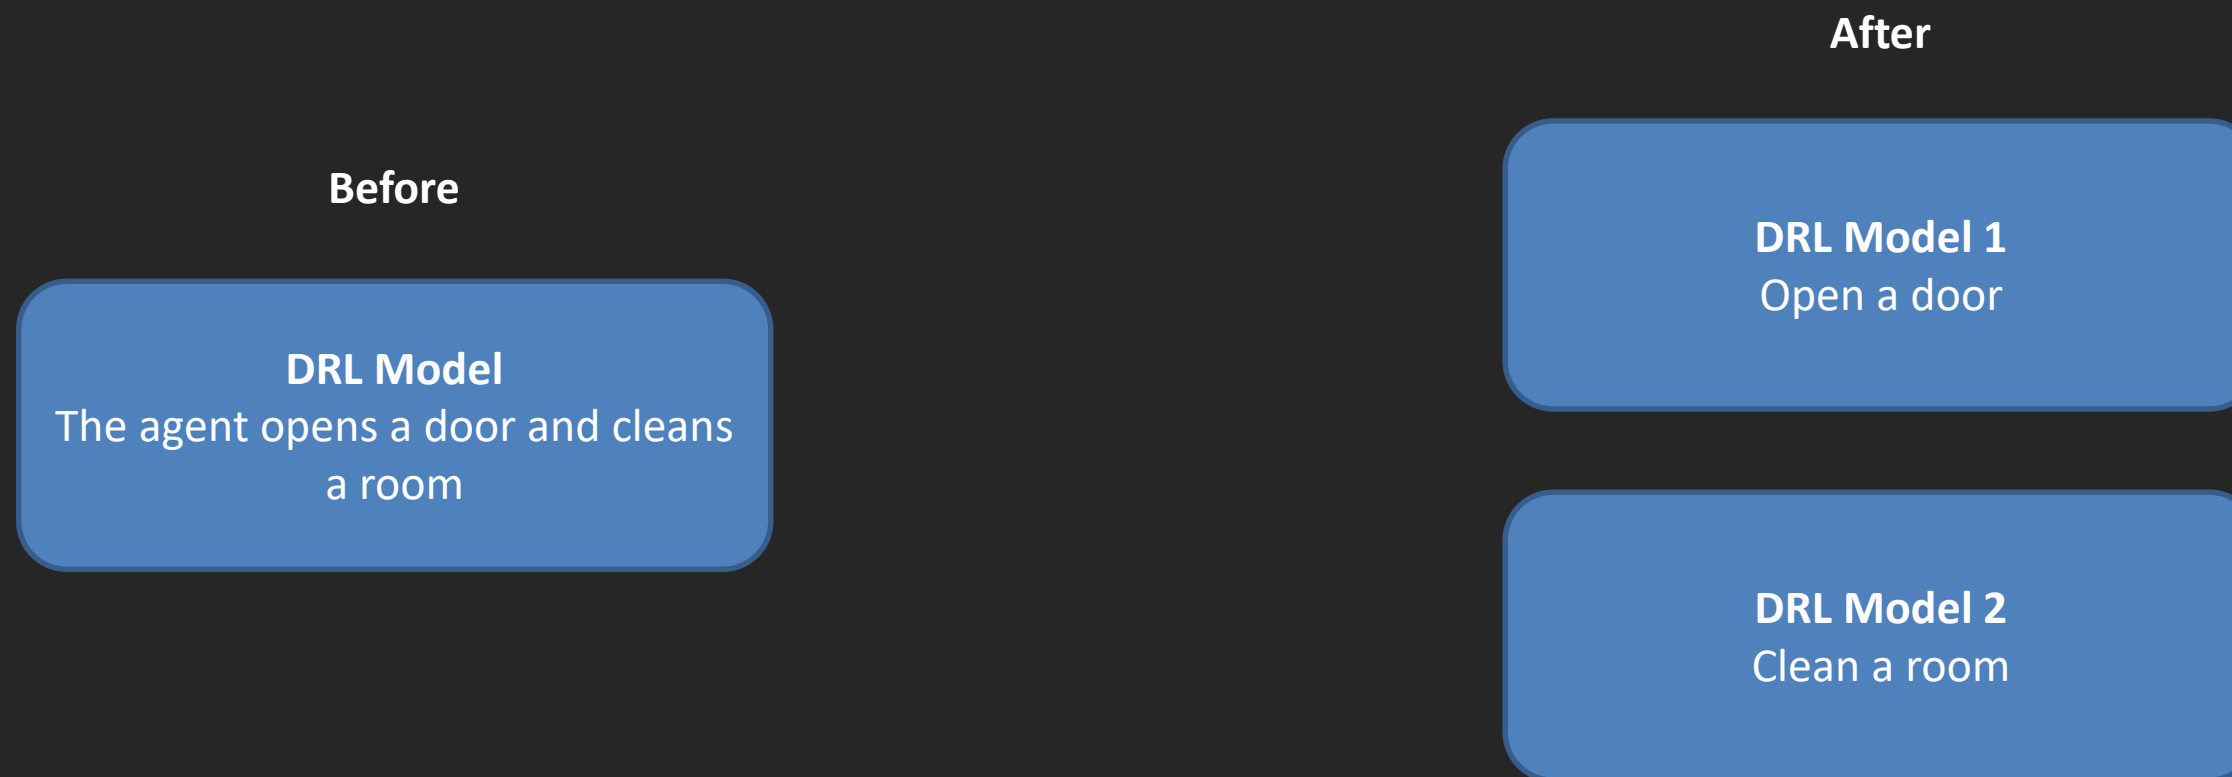 Before
DRL Model
The agent opens a door and cleans
a room
After
DRL Model 1
Open a door
DRL Model 2
Clean a room